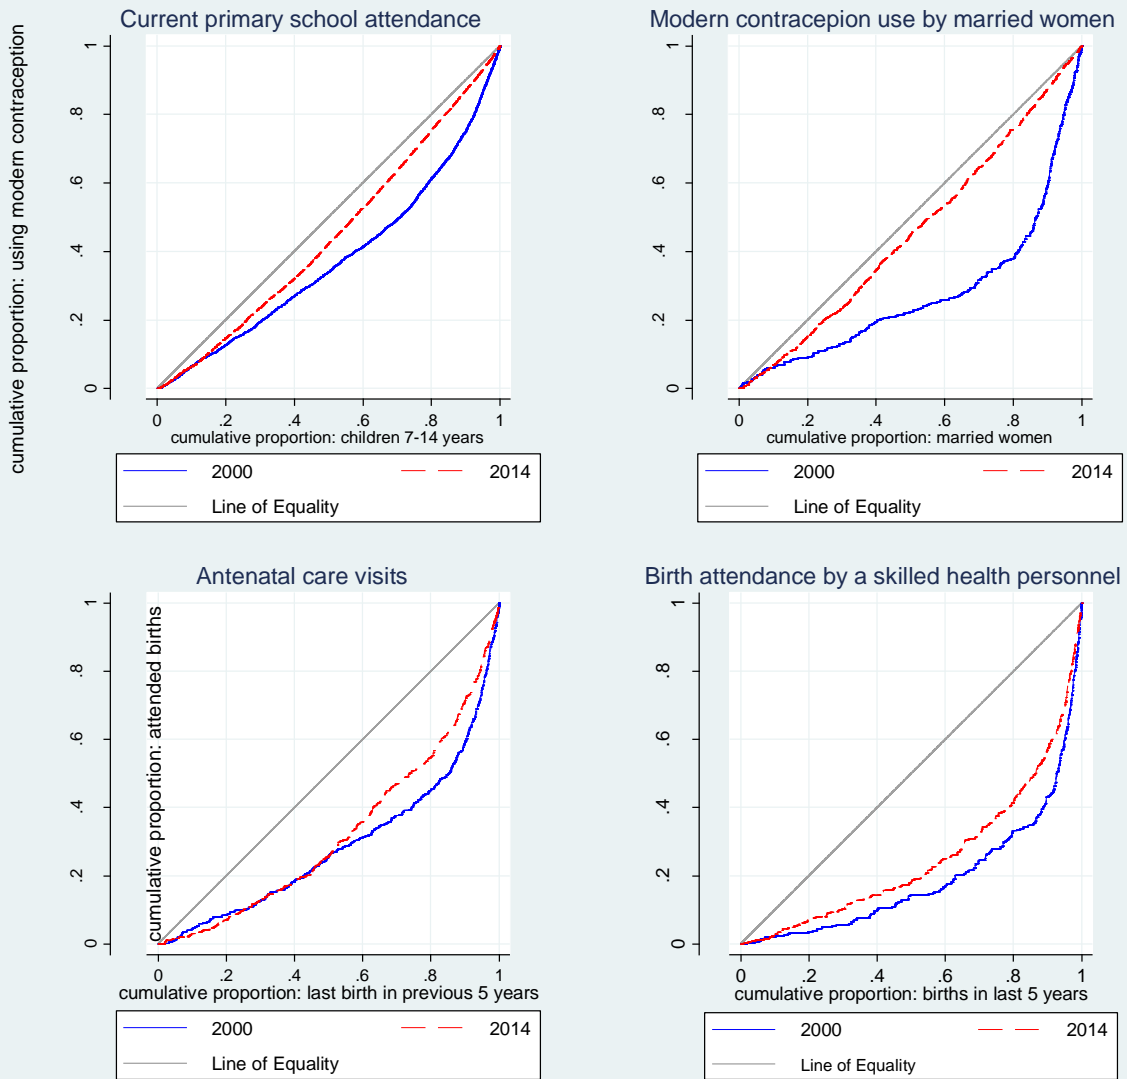 Current primary school attendance
cumulative proportion: using modern contraception
1
.8
.6
.4
.2
0
0 .2 .4 .6 .8 1
cumulative proportion: children 7-14 years
2000 2014
Line of Equality
Modern contracepion use by married women
1
.8
.6
.4
.2
0
0 .2 .4 .6 .8 1
cumulative proportion: married women
2000 2014
Line of Equality
Antenatal care visits
cumulative proportion: attended births
1
.8
.6
.4
.2
0
0 .2 .4 .6 .8 1
cumulative proportion: last birth in previous 5 years
2000 2014
Line of Equality
Birth attendance by a skilled health personnel
1
.8
.6
.4
.2
0
0 .2 .4 .6 .8 1
cumulative proportion: births in last 5 years
2000 2014
Line of Equality